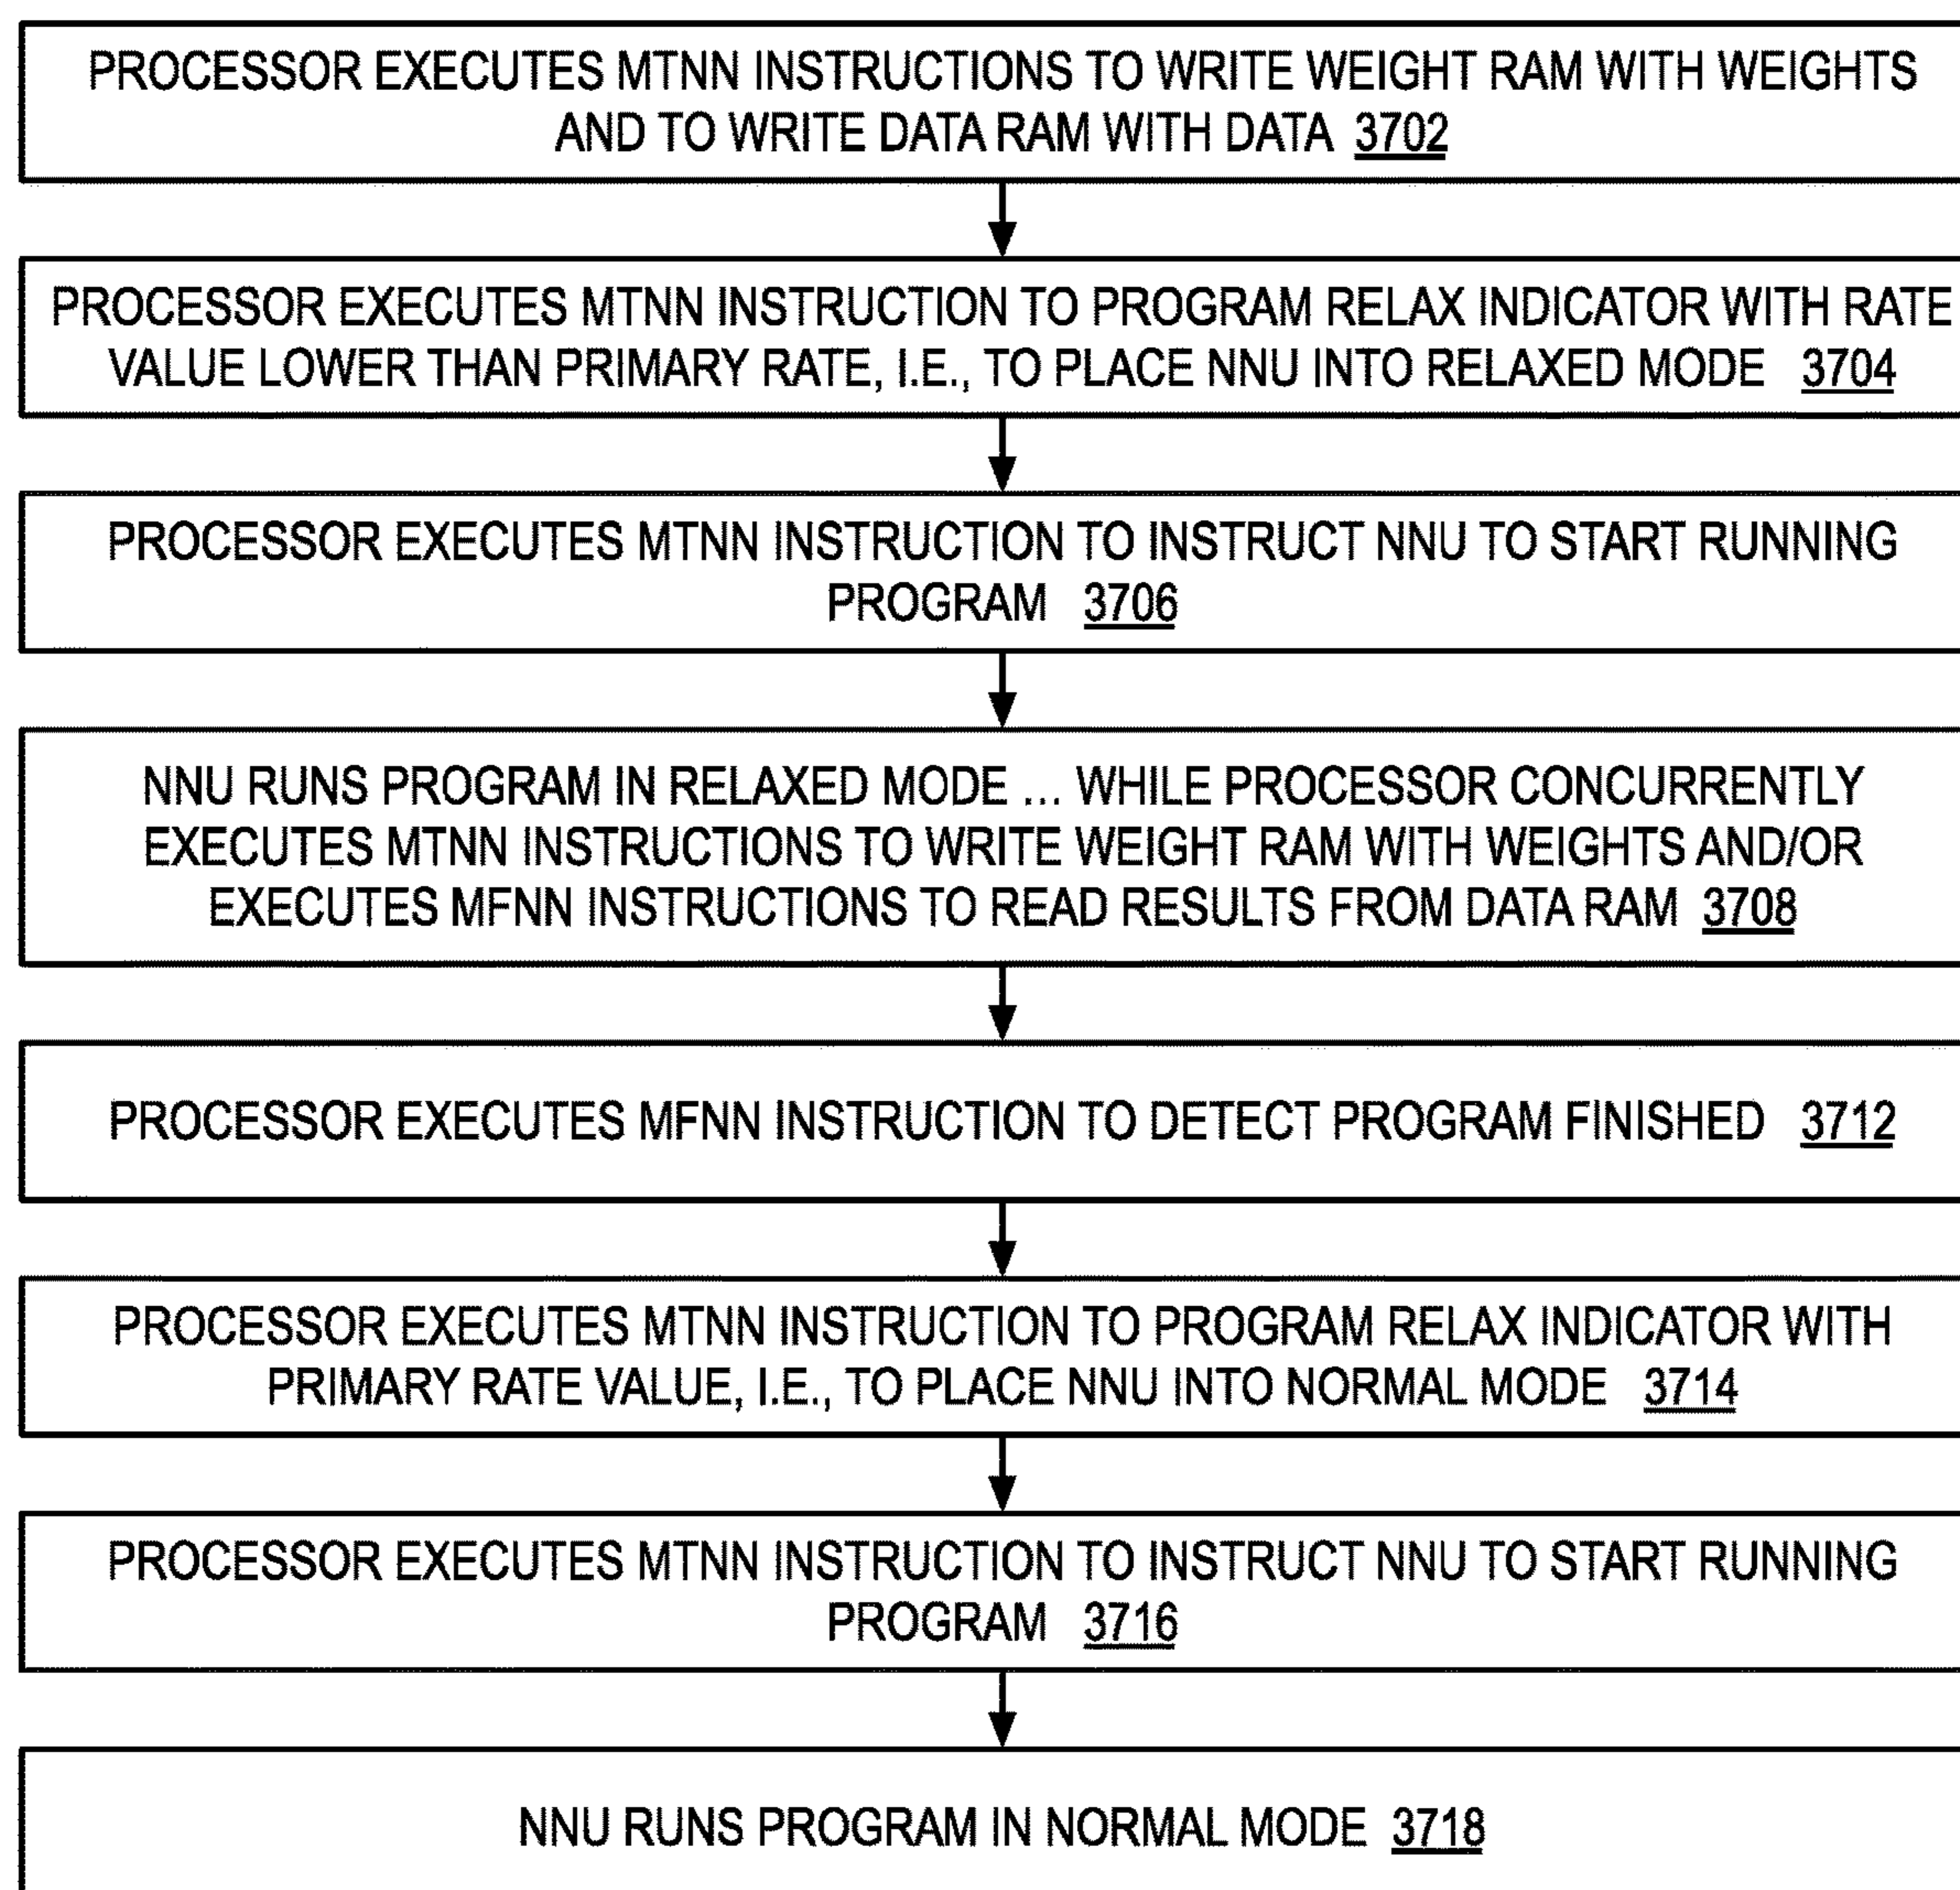 PROCESSOR EXECUTES MTNN INSTRUCTIONS TO WRITE WEIGHT RAM WITH WEIGHTS
AND TO WRITE DATA RAM WITH DATA 3702
PROCESSOR EXECUTES MTNN INSTRUCTION TO PROGRAM RELAX INDICATOR WITH RATE
VALUE LOWER THAN PRIMARY RATE, I.E., TO PLACE NNU INTO RELAXED MODE 3704
PROCESSOR EXECUTES MTNN INSTRUCTION TO INSTRUCT NNU TO START RUNNING
PROGRAM 3706
NNU RUNS PROGRAM IN RELAXED MODE ... WHILE PROCESSOR CONCURRENTLY
EXECUTES MTNN INSTRUCTIONS TO WRITE WEIGHT RAM WITH WEIGHTS AND/OR
EXECUTES MFNN INSTRUCTIONS TO READ RESULTS FROM DATA RAM 3708
PROCESSOR EXECUTES MFNN INSTRUCTION TO DETECT PROGRAM FINISHED 3712
PROCESSOR EXECUTES MTNN INSTRUCTION TO PROGRAM RELAX INDICATOR WITH
PRIMARY RATE VALUE, I.E., TO PLACE NNU INTO NORMAL MODE 3714
PROCESSOR EXECUTES MTNN INSTRUCTION TO INSTRUCT NNU TO START RUNNING
PROGRAM 3716
NNU RUNS PROGRAM IN NORMAL MODE 3718